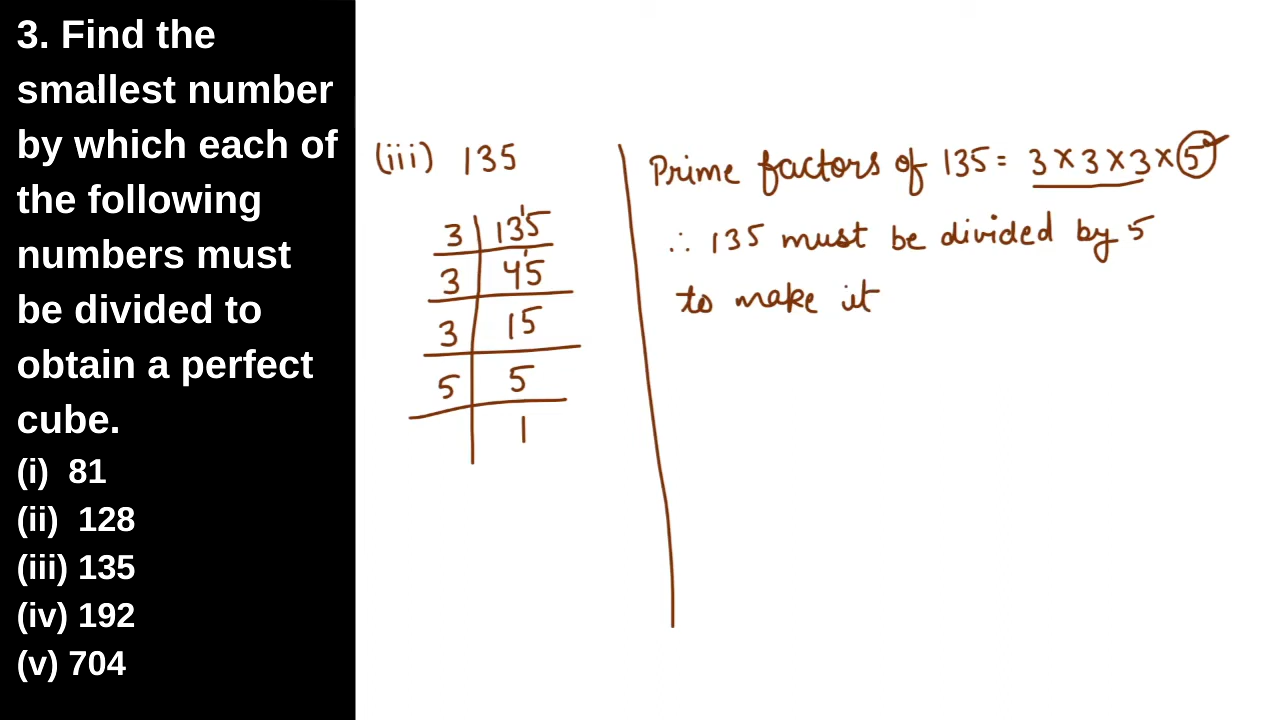 3. Find the
smallest number
by which each of
the following
numbers must
be divided to
obtain a perfect
cube.
(i) 81
(ii) 128
(iii) 135
(iv) 192
(v) 704
(iii) 135
3 | 135
3 | 45
3 | 15
5 | 5
1
Prime factors of 135 = 3 × 3 × 3 × 5
∴ 135 must be divided by 5
to make it